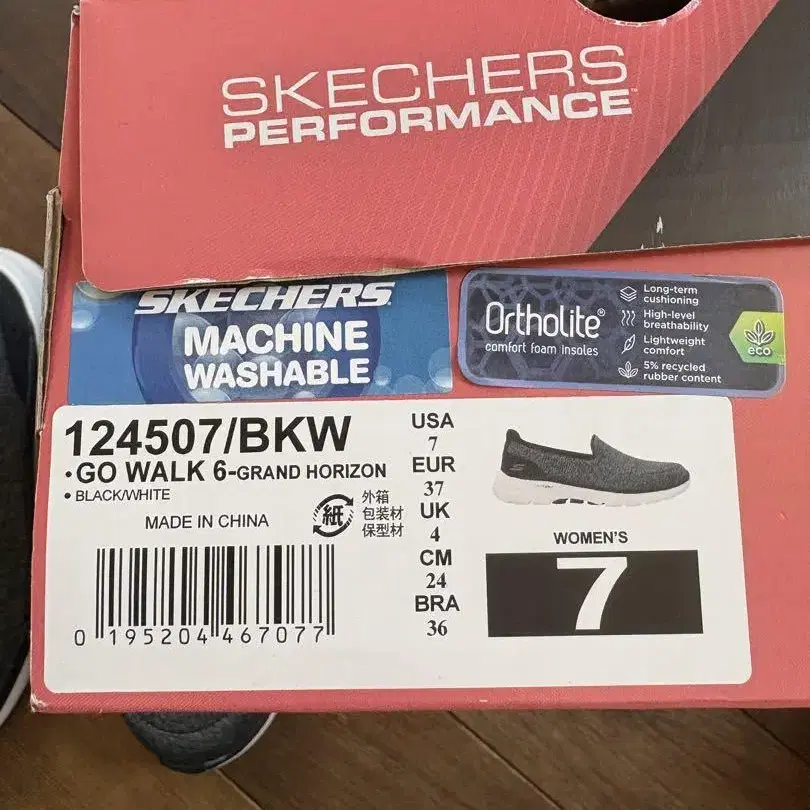 SKECHERS
PERFORMANCE™
SKECHERS
MACHINE
WASHABLE
Ortholite®
comfort foam insoles
Long-term
cushioning
High-level
breathability
Lightweight
comfort
5% recycled
rubber content
eco
124507/BKW
•GO WALK 6-GRAND HORIZON
• BLACK/WHITE
MADE IN CHINA
紙
外箱
包装材
保型材
0 195204 467077
USA
7
EUR
37
UK
4
CM
24
BRA
36
WOMEN'S
7